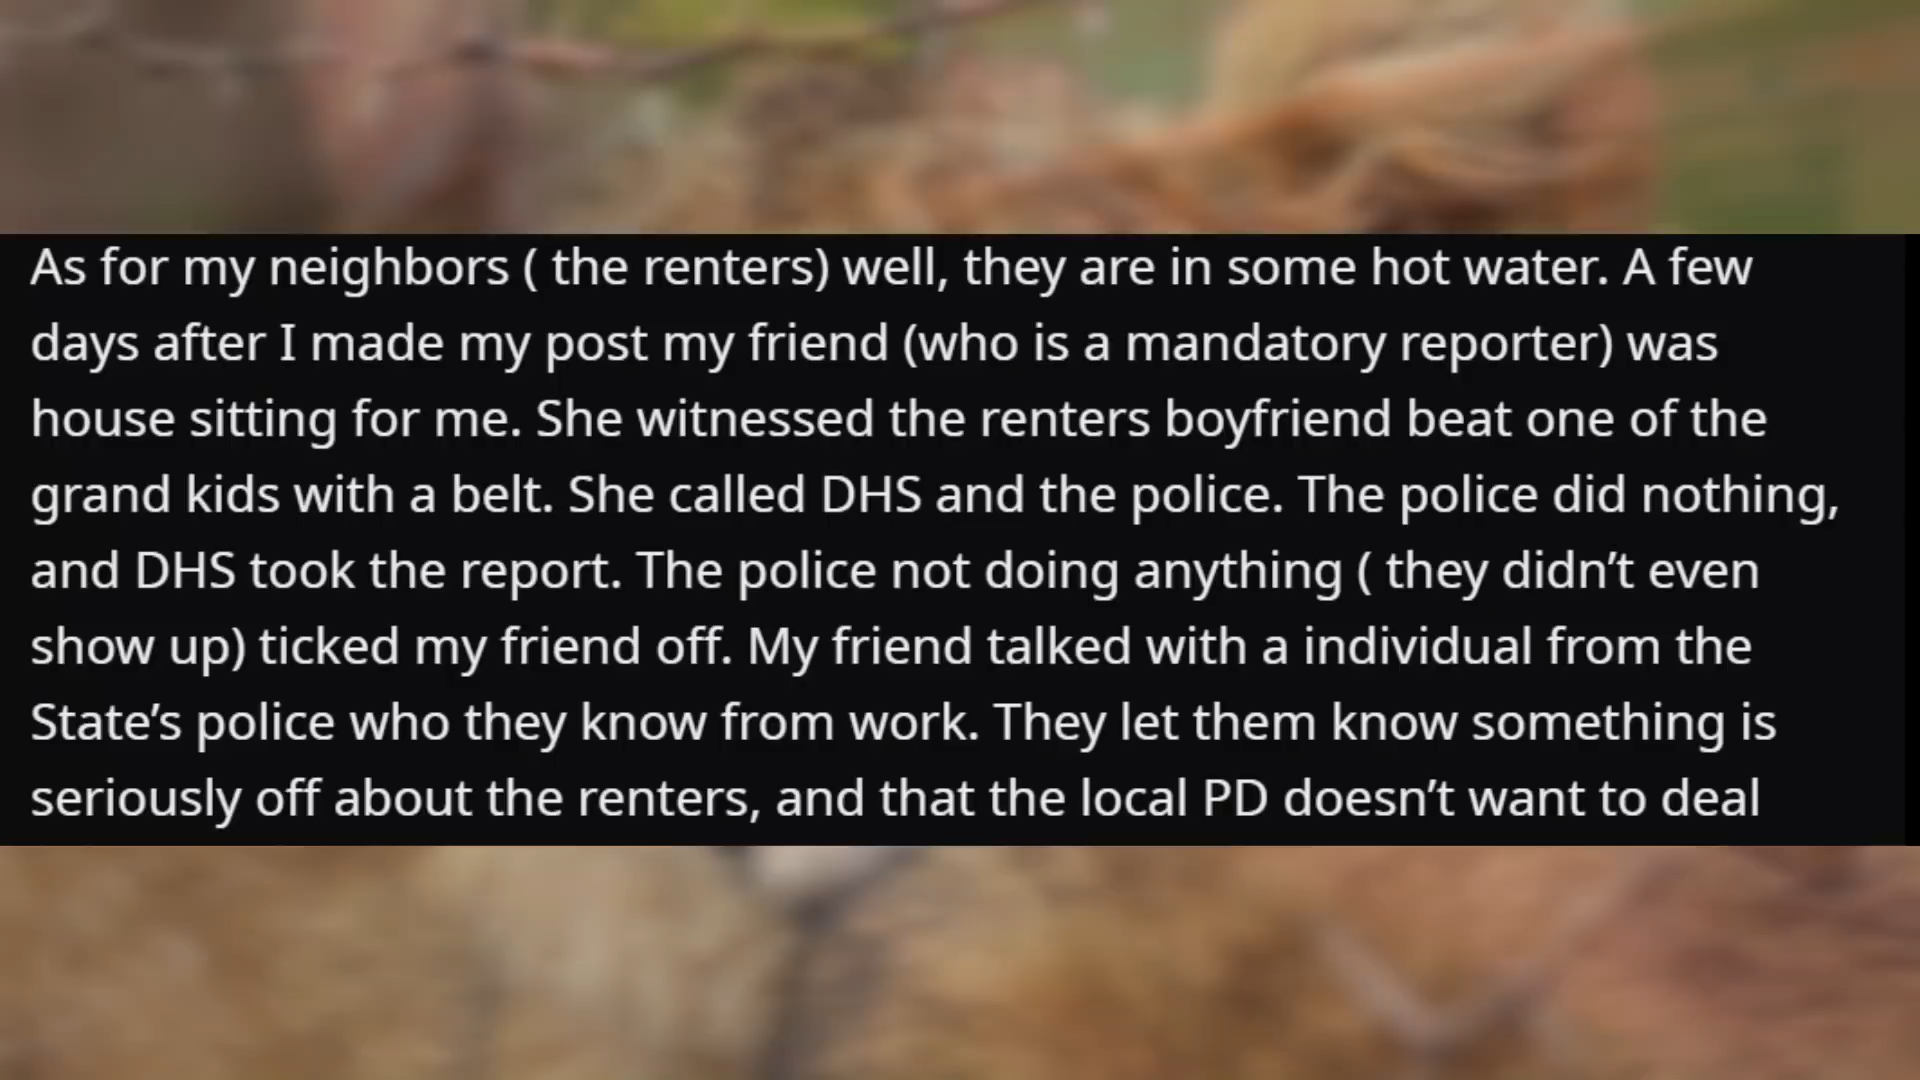 As for my neighbors ( the renters) well, they are in some hot water. A few
days after I made my post my friend (who is a mandatory reporter) was
house sitting for me. She witnessed the renters boyfriend beat one of the
grand kids with a belt. She called DHS and the police. The police did nothing,
and DHS took the report. The police not doing anything ( they didn’t even
show up) ticked my friend off. My friend talked with a individual from the
State’s police who they know from work. They let them know something is
seriously off about the renters, and that the local PD doesn’t want to deal